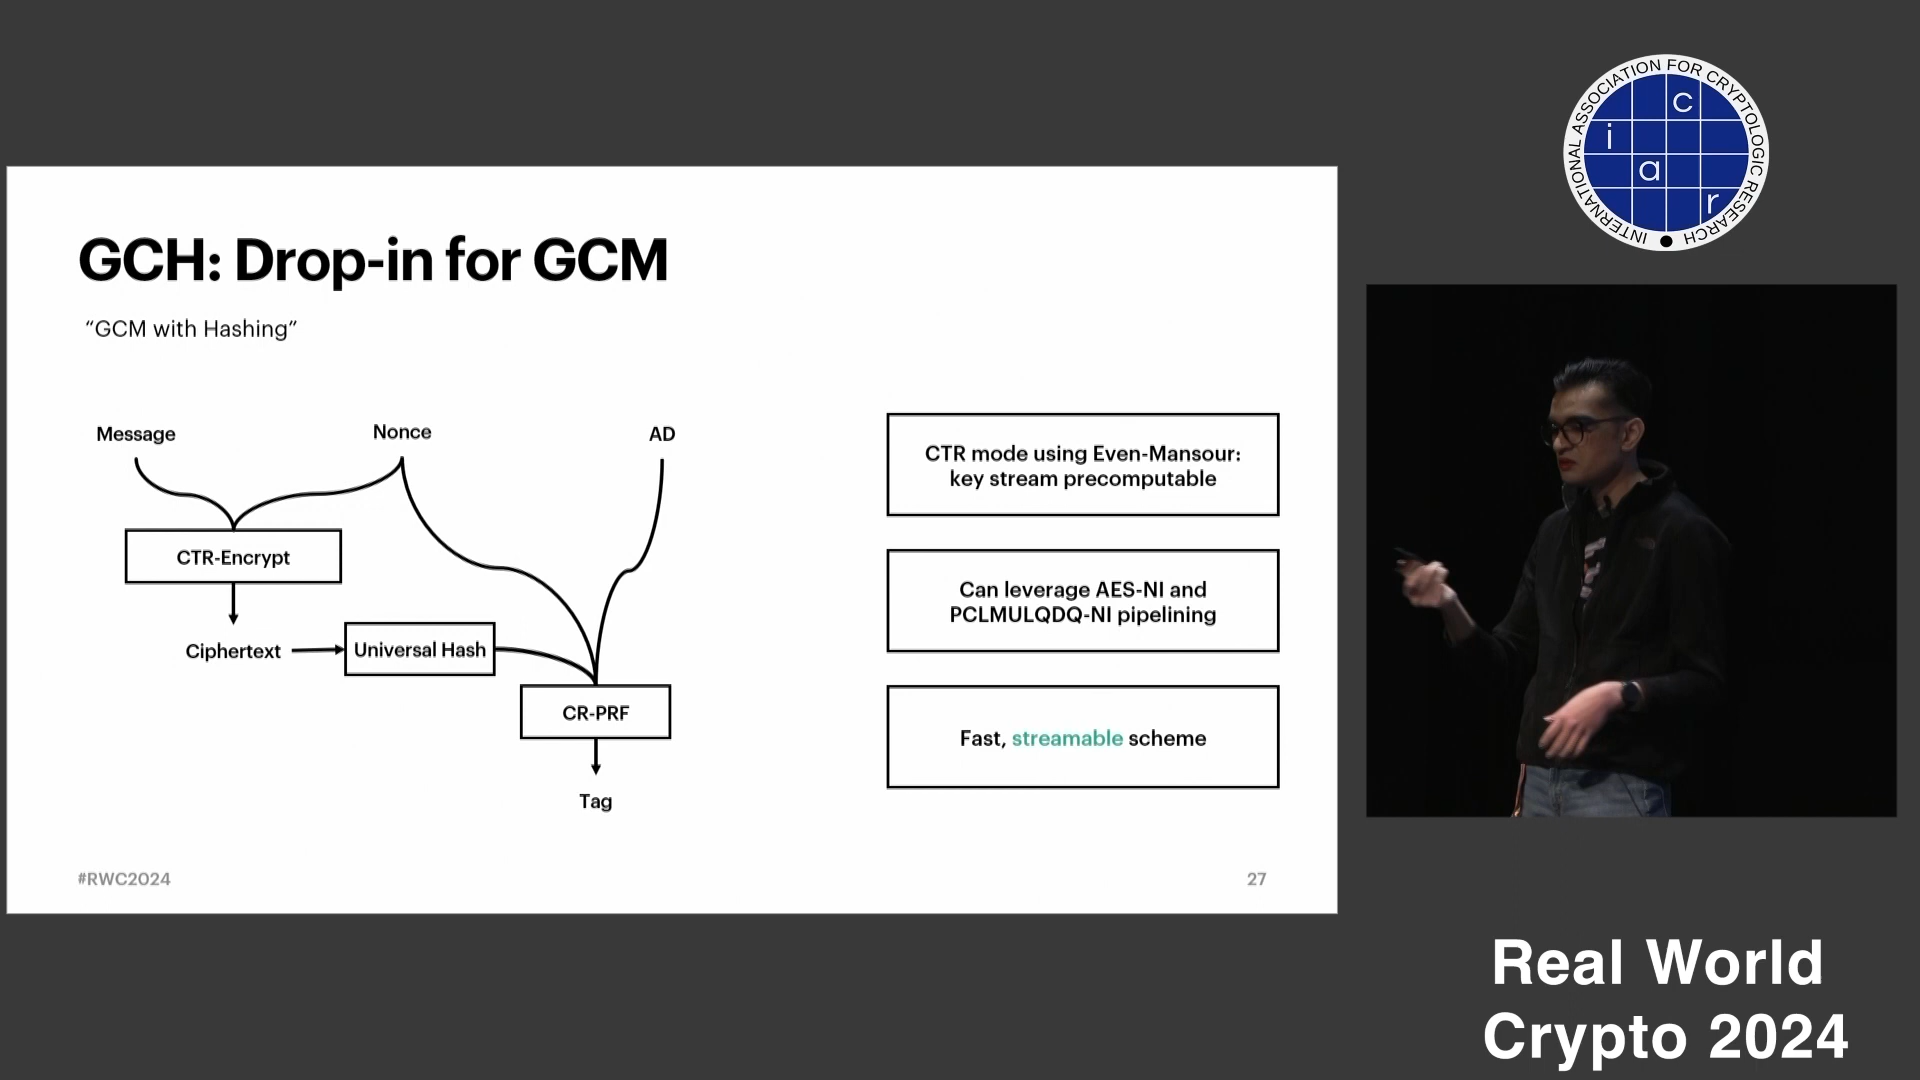 GCH: Drop-in for GCM
“GCM with Hashing”
Message
Nonce
AD
CTR-Encrypt
Ciphertext
Universal Hash
CR-PRF
Tag
CTR mode using Even-Mansour:
key stream precomputable
Can leverage AES-NI and
PCLMULQDQ-NI pipelining
Fast, streamable scheme
#RWC2024
27
INTERNATIONAL ASSOCIATION FOR CRYPTOLOGIC RESEARCH
i a c r
Real World
Crypto 2024